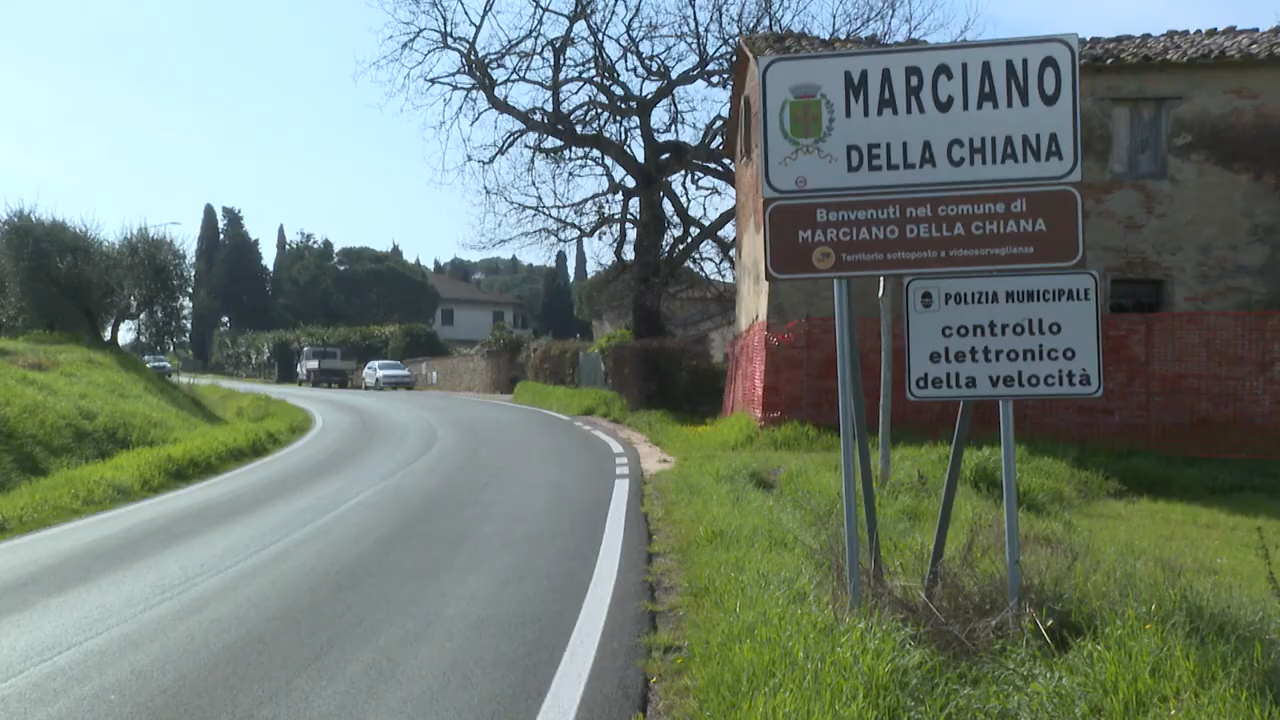 MARCIANO
DELLA CHIANA
Benvenuti nel comune di
MARCIANO DELLA CHIANA
Territorio sottoposto a videosorveglianza
POLIZIA MUNICIPALE
controllo
elettronico
della velocità